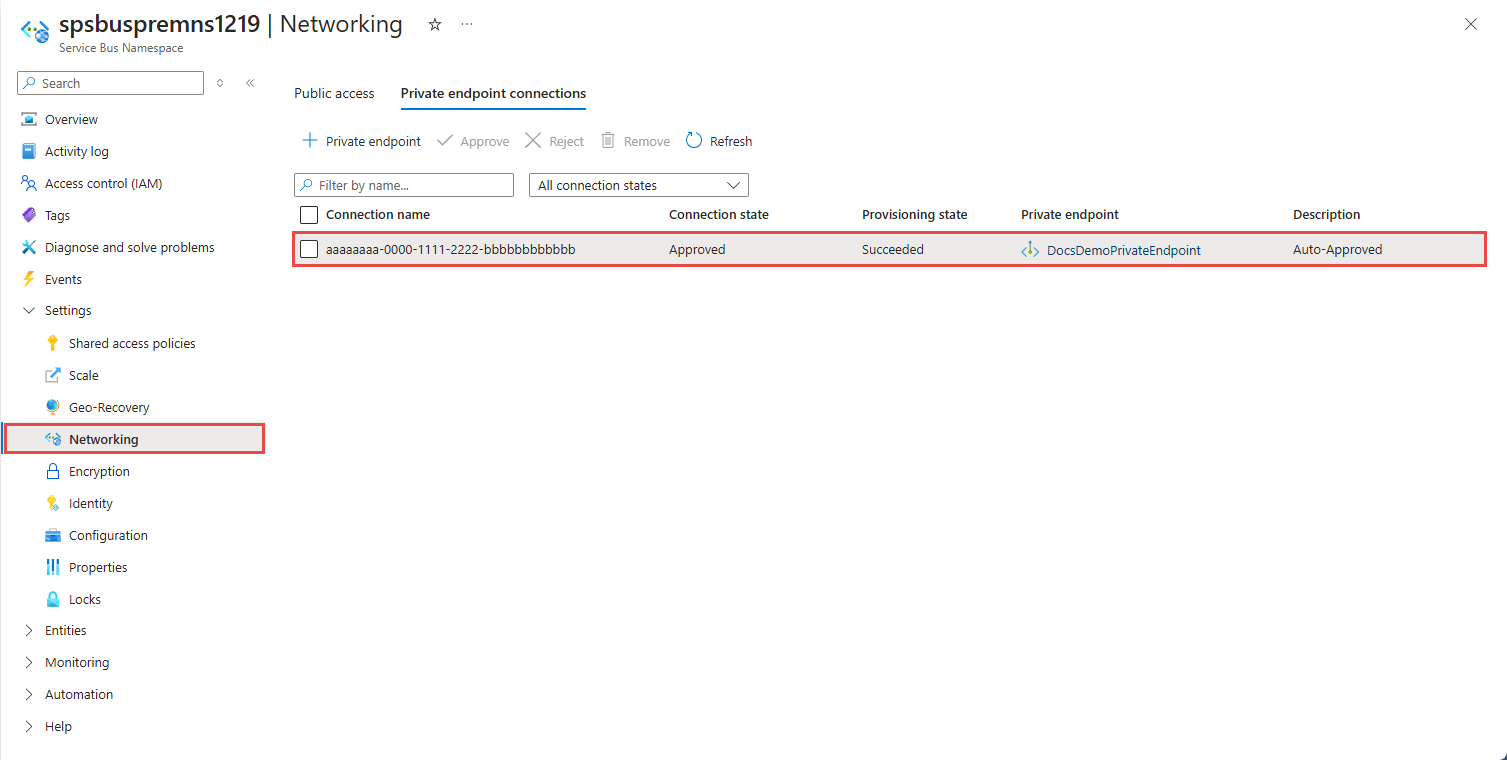 spsbuspremns1219 | Networking
Service Bus Namespace
Search
Overview
Activity log
Access control (IAM)
Tags
Diagnose and solve problems
Events
Settings
Shared access policies
Scale
Geo-Recovery
Networking
Encryption
Identity
Configuration
Properties
Locks
Entities
Monitoring
Automation
Help
Public access Private endpoint connections
Private endpoint Approve Reject Remove Refresh
Filter by name... All connection states
Connection name Connection state Provisioning state Private endpoint Description
aaaaaaaa-0000-1111-2222-bbbbbbbbbbbb Approved Succeeded DocsDemoPrivateEndpoint Auto-Approved